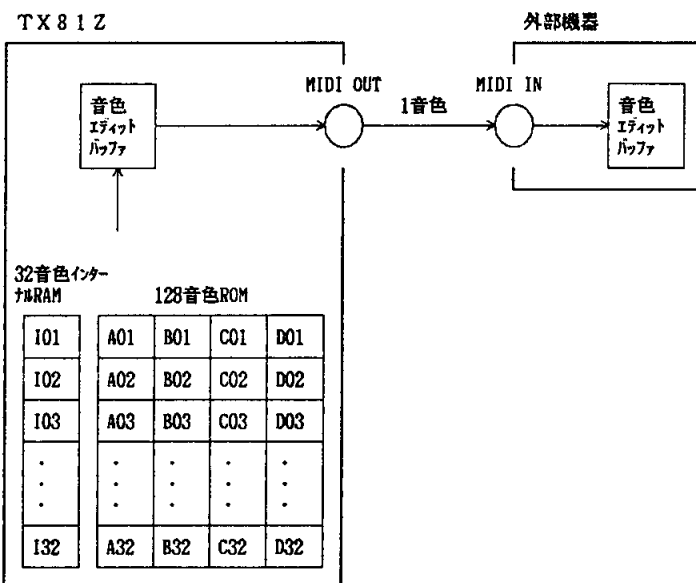 TX81Z
外部機器
MIDI OUT
MIDI IN
1音色
音色
エディット
バッファ
音色
エディット
バッファ
32音色インター
ナルRAM
128音色ROM
I01 A01 B01 C01 D01
I02 A02 B02 C02 D02
I03 A03 B03 C03 D03
・ ・ ・ ・ ・
・ ・ ・ ・ ・
・ ・ ・ ・ ・
I32 A32 B32 C32 D32